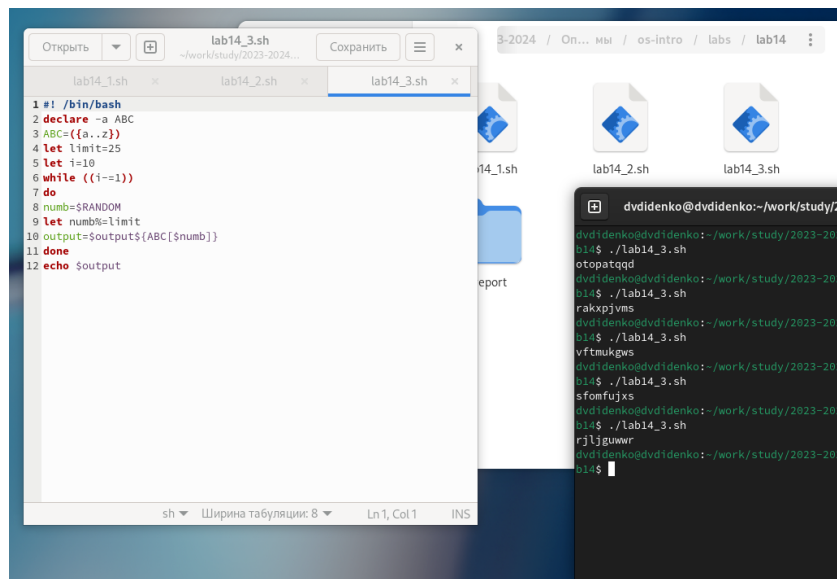 Открыть
lab14_3.sh
~/work/study/2023-2024...
Сохранить
lab14_1.sh
lab14_2.sh
lab14_3.sh
1 #! /bin/bash
2 declare -a ABC
3 ABC=({a..z})
4 let limit=25
5 let i=10
6 while ((i-=1))
7 do
8 numb=$RANDOM
9 let numb%=limit
10 output=$output${ABC[$numb]}
11 done
12 echo $output
sh Ширина табуляции: 8 Ln 1, Col 1 INS
3-2024 / Оп... мы / os-intro / labs / lab14
14_1.sh
lab14_2.sh
lab14_3.sh
eport
dvdidenko@dvdidenko:~/work/study/2
dvdidenko@dvdidenko:~/work/study/2023-20
b14$ ./lab14_3.sh
otopatqqd
dvdidenko@dvdidenko:~/work/study/2023-20
b14$ ./lab14_3.sh
rakxpjvms
dvdidenko@dvdidenko:~/work/study/2023-20
b14$ ./lab14_3.sh
vftmukgws
dvdidenko@dvdidenko:~/work/study/2023-20
b14$ ./lab14_3.sh
sfomfujxs
dvdidenko@dvdidenko:~/work/study/2023-20
b14$ ./lab14_3.sh
rjljguwwr
dvdidenko@dvdidenko:~/work/study/2023-20
b14$